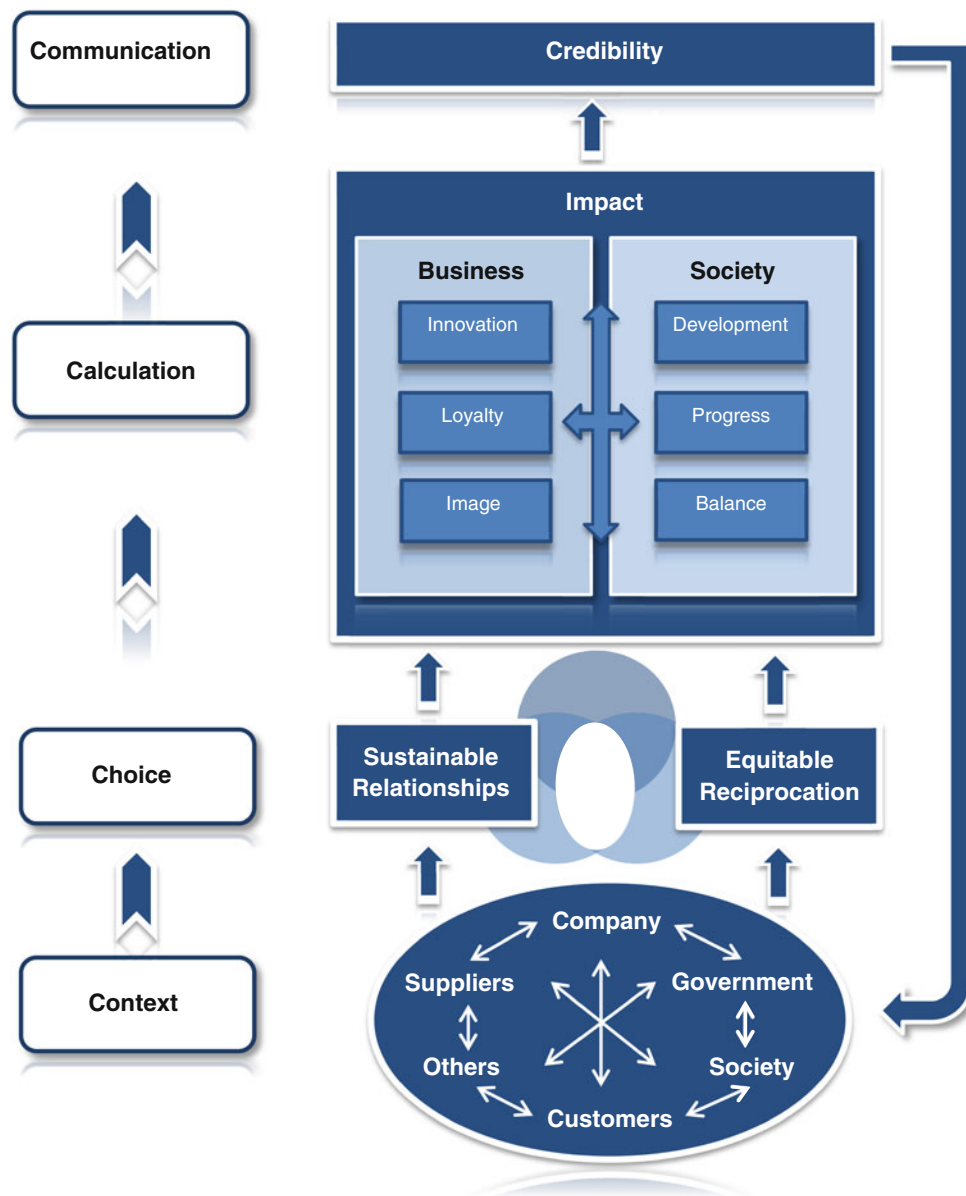 Communication
Credibility
Impact
Business
Society
Innovation
Development
Calculation
Loyalty
Progress
Image
Balance
Choice
Sustainable
Relationships
Equitable
Reciprocation
Context
Company
Suppliers
Government
Others
Society
Customers